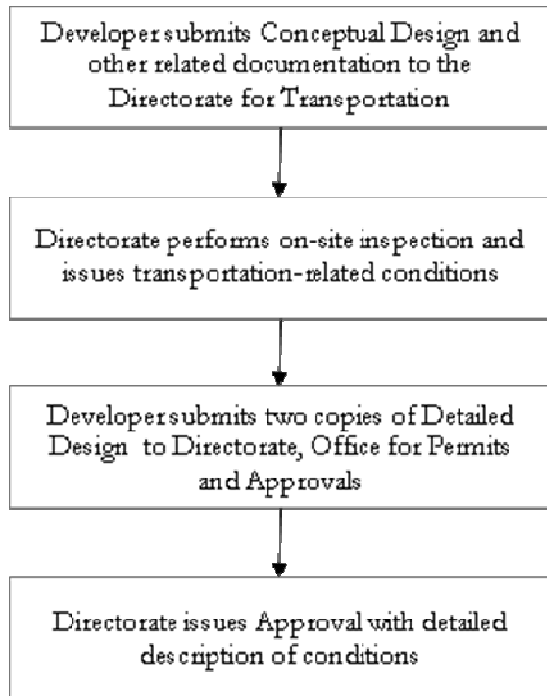 Developer submits Conceptual Design and
other related documentation to the
Directorate for Transportation
Directorate performs on-site inspection and
issues transportation-related conditions
Developer submits two copies of Detailed
Design to Directorate, Office for Permits
and Approvals
Directorate issues Approval with detailed
description of conditions